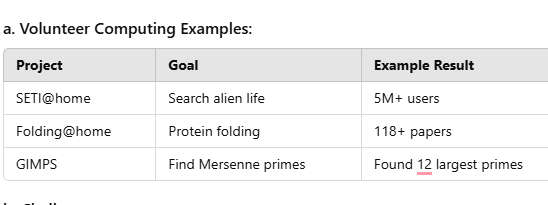 a. Volunteer Computing Examples:
Project Goal Example Result
SETI@home Search alien life 5M+ users
Folding@home Protein folding 118+ papers
GIMPS Find Mersenne primes Found 12 largest primes